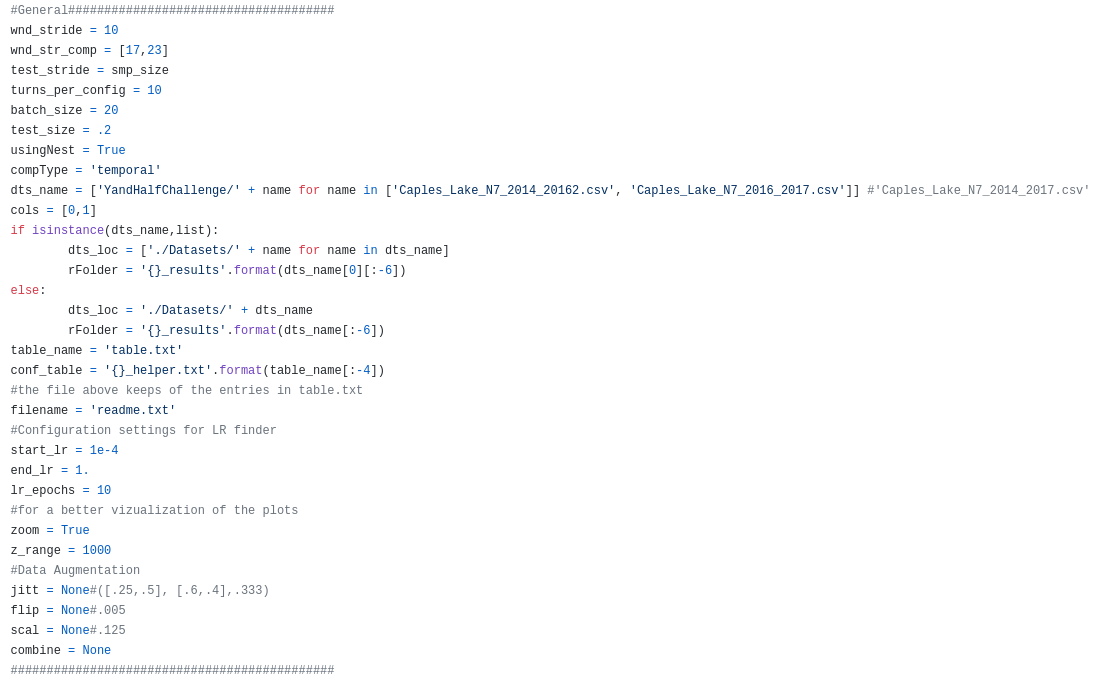 #General#####################################
wnd_stride = 10
wnd_str_comp = [17,23]
test_stride = smp_size
turns_per_config = 10
batch_size = 20
test_size = .2
usingNest = True
compType = 'temporal'
dts_name = ['YandHalfChallenge/' + name for name in ['Caples_Lake_N7_2014_20162.csv', 'Caples_Lake_N7_2016_2017.csv']] #'Caples_Lake_N7_2014_2017.csv'
cols = [0,1]
if isinstance(dts_name,list):
        dts_loc = ['./Datasets/' + name for name in dts_name]
        rFolder = '{}_results'.format(dts_name[0][:-6])
else:
        dts_loc = './Datasets/' + dts_name
        rFolder = '{}_results'.format(dts_name[:-6])
table_name = 'table.txt'
conf_table = '{}_helper.txt'.format(table_name[:-4])
#the file above keeps of the entries in table.txt
filename = 'readme.txt'
#Configuration settings for LR finder
start_lr = 1e-4
end_lr = 1.
lr_epochs = 10
#for a better vizualization of the plots
zoom = True
z_range = 1000
#Data Augmentation
jitt = None#([.25,.5], [.6,.4],.333)
flip = None#.005
scal = None#.125
combine = None
#############################################